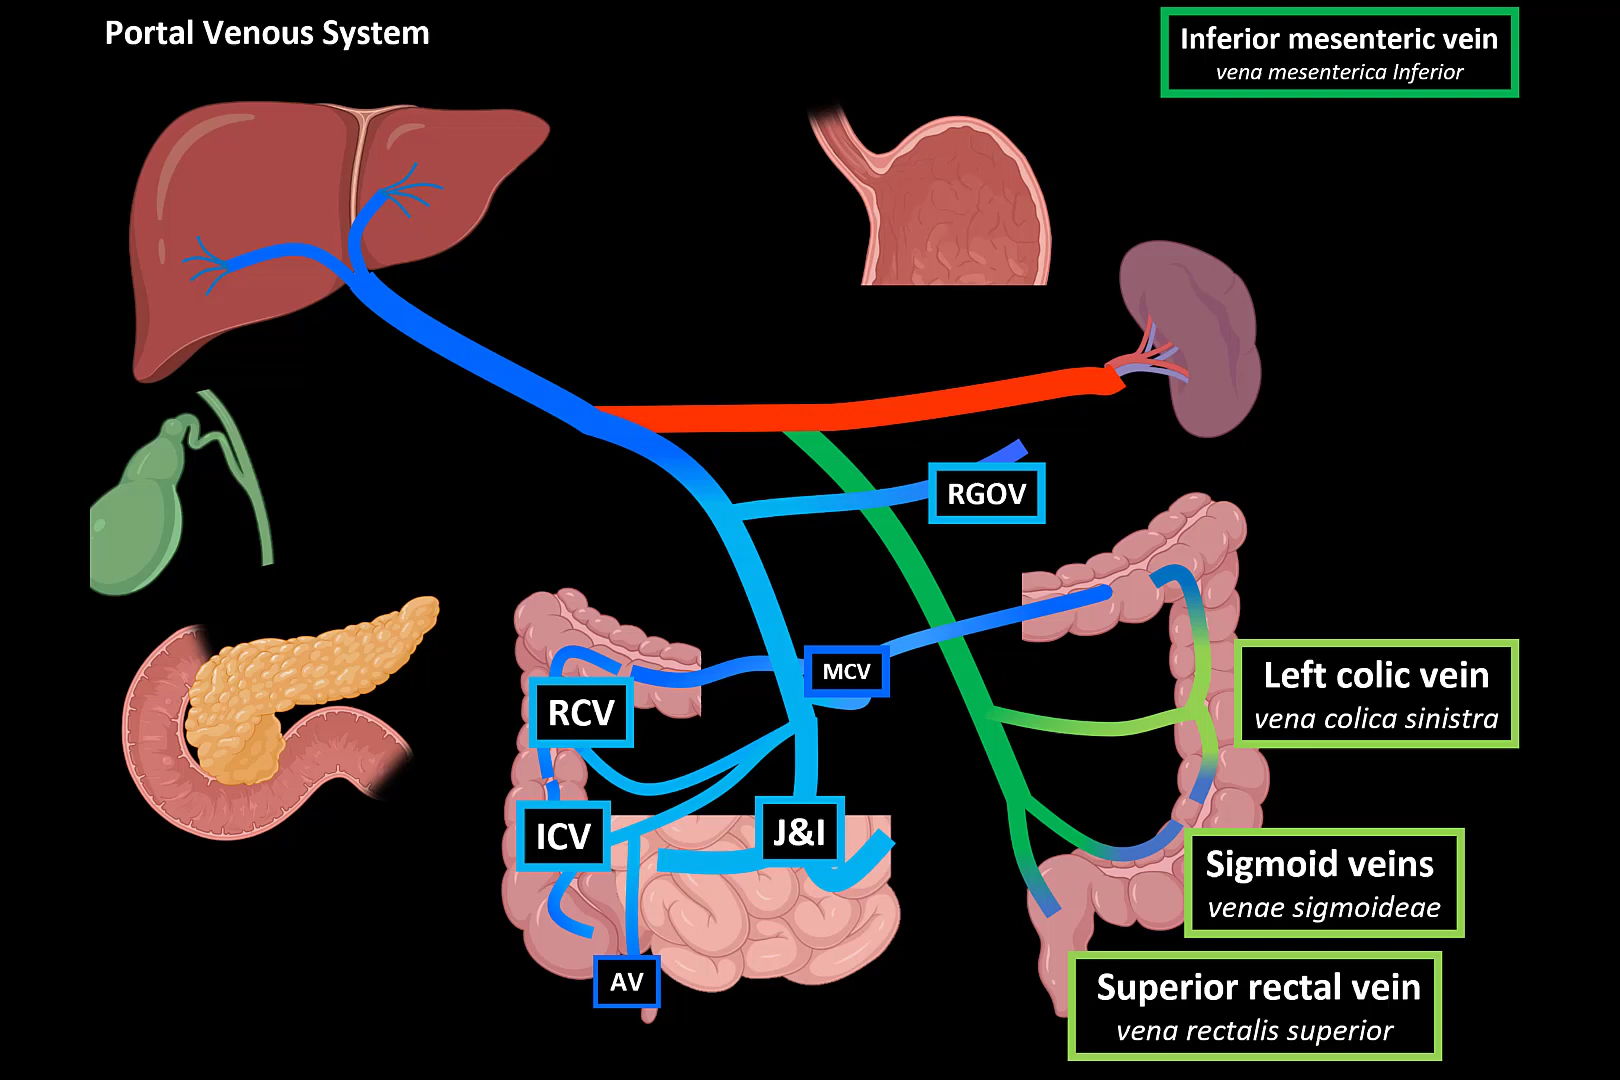 Portal Venous System
Inferior mesenteric vein
vena mesenterica Inferior
RGOV
MCV
RCV
Left colic vein
vena colica sinistra
ICV
J&I
Sigmoid veins
venae sigmoideae
AV
Superior rectal vein
vena rectalis superior